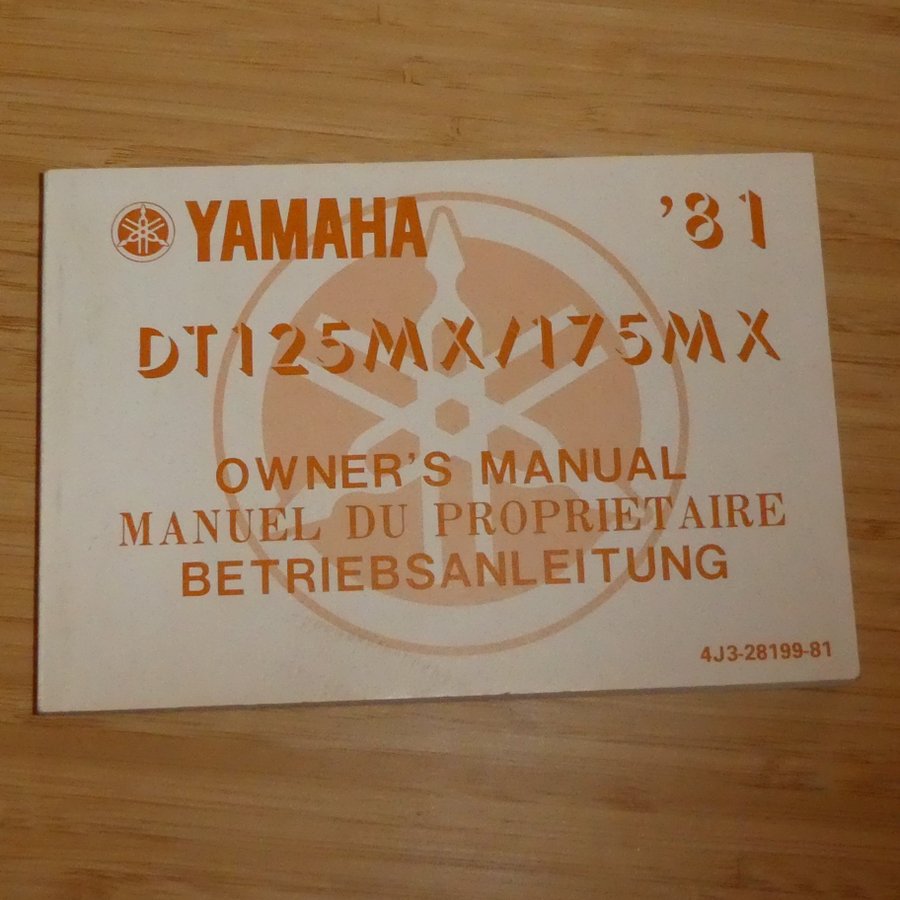 YAMAHA '81
DT125MX/175MX
OWNER'S MANUAL
MANUEL DU PROPRIETAIRE
BETRIEBSANLEITUNG
4J3-28199-81